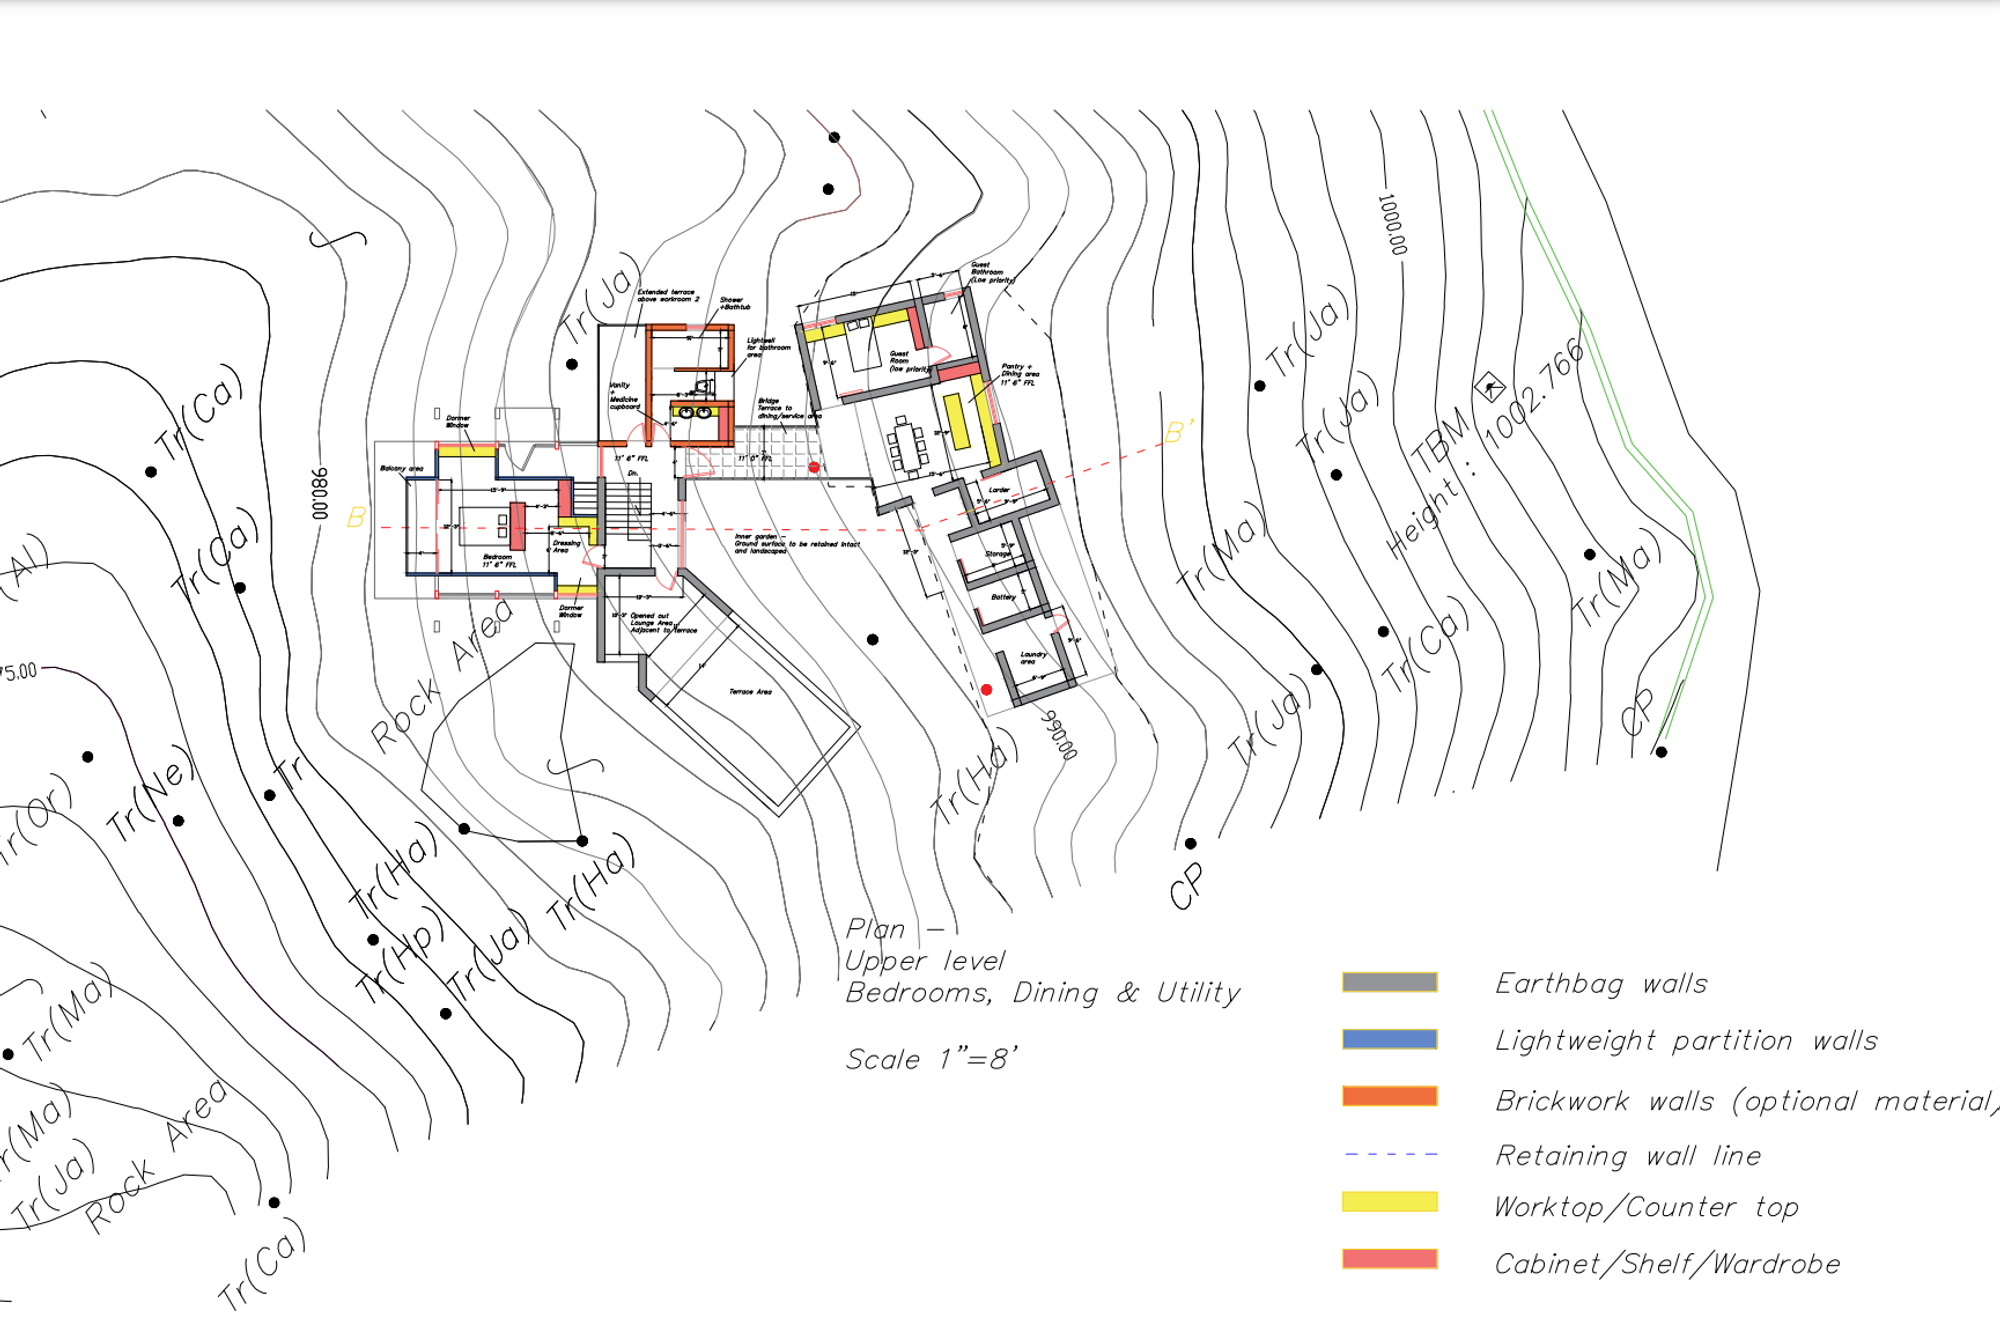 Tr(Ja)
Tr(Ca)
Tr(Ca)
(Al)
980.00
B
B'
1000.00
Tr(Ja)
Tr(Ja)
TBM
Height : 1002.766
Tr(Ma)
Tr(Ma)
Tr(Ca)
Tr(Ja)
CP
CP
Extended terrace
above workroom 2
Shower
+Bathtub
Lightwell
for bathroom
area
Vanity
+
Medicine
cupboard
Bridge
Terrace to
dining/service area
Guest
Bathroom
(Low priority)
Guest
Room
(low priority)
Pantry +
Dining area
11' 6" FFL
Dormer
Window
Balcony area
11' 6" FFL
11' 0" FFL
Dn.
Larder
Bedroom
11' 6" FFL
Dressing
Area
Inner garden -
Ground surface to be retained intact
and landscaped
Storage
Battery
Laundry
area
Dormer
Window
Opened out
Lounge Area
Adjacent to Terrace
Terrace Area
Rock Area
75.00
990.00
Tr(Ha)
Tr(Or)
Tr(Ne)
Tr
Tr(Ha)
Tr(Ha)
Tr(Hp)
Tr(Ja)
Tr(Ma)
r(Ma)
Tr(Ja)
Rock Area
Tr(Ca)
Plan -
Upper level
Bedrooms, Dining & Utility
Scale 1"=8'
Earthbag walls
Lightweight partition walls
Brickwork walls (optional material)
Retaining wall line
Worktop/Counter top
Cabinet/Shelf/Wardrobe